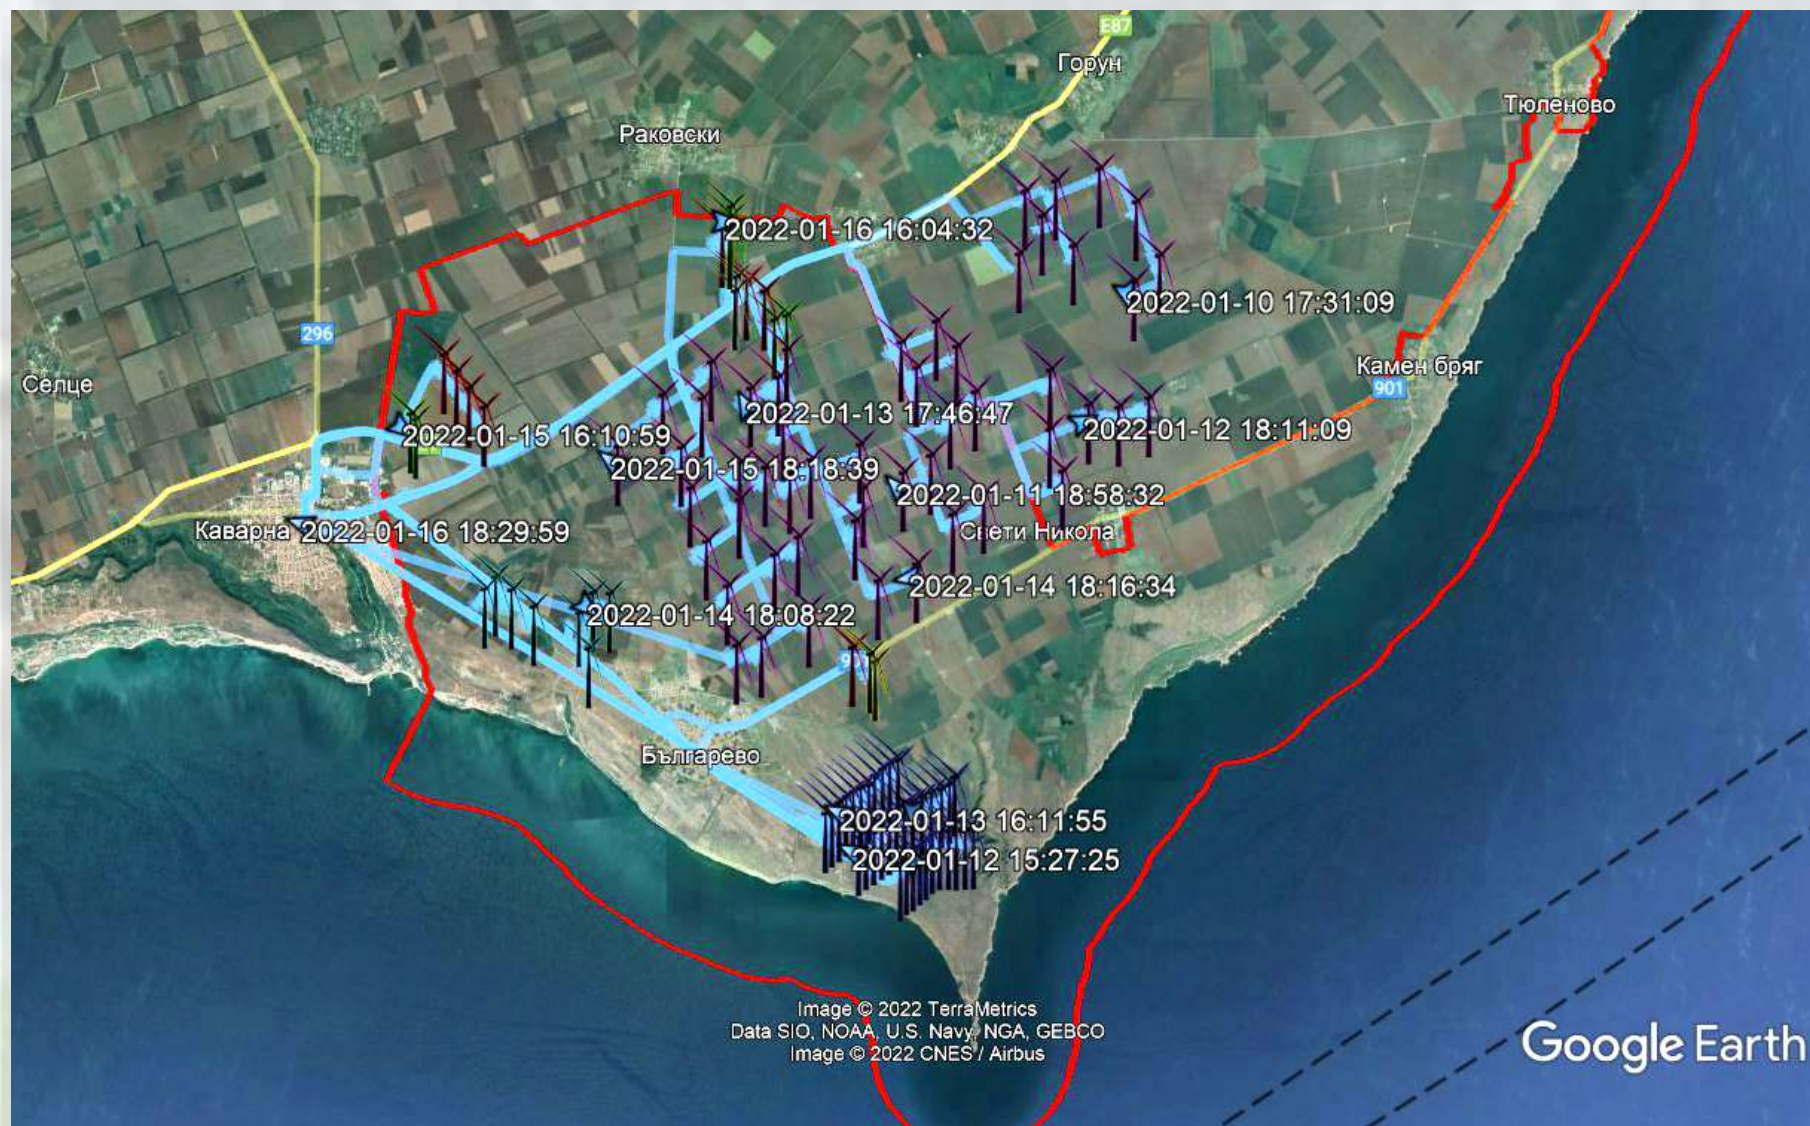 E87
Горун
Тюленово
Раковски
2022-01-16 16:04:32
2022-01-10 17:31:09
296
Камен бряг
Селце
901
2022-01-13 17:46:47
2022-01-15 16:10:59
2022-01-12 18:11:09
2022-01-15 18:18:39
2022-01-11 18:58:32
Каварна
2022-01-16 18:29:59
Свети Никола
2022-01-14 18:16:34
2022-01-14 18:08:22
901
Българево
2022-01-13 16:11:55
2022-01-12 15:27:25
Image © 2022 TerraMetrics
Data SIO, NOAA, U.S. Navy, NGA, GEBCO
Image © 2022 CNES / Airbus
Google Earth